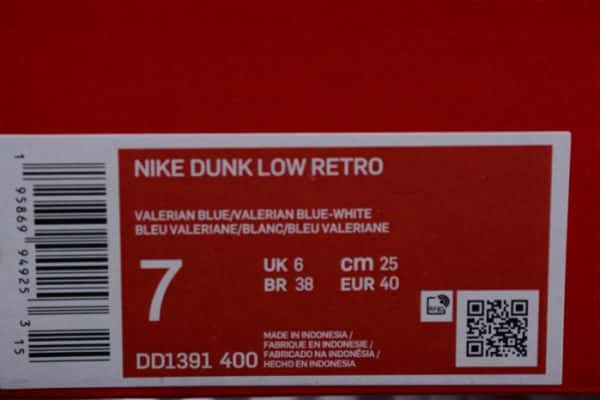 NIKE DUNK LOW RETRO
VALERIAN BLUE/VALERIAN BLUE-WHITE
BLEU VALERIANE/BLANC/BLEU VALERIANE
7
UK 6 cm 25
BR 38 EUR 40
MADE IN INDONESIA /
FABRIQUE EN INDONESIE /
FABRICADO NA INDONÉSIA /
HECHO EN INDONESIA
DD1391 400
1 95869 94925 3 15